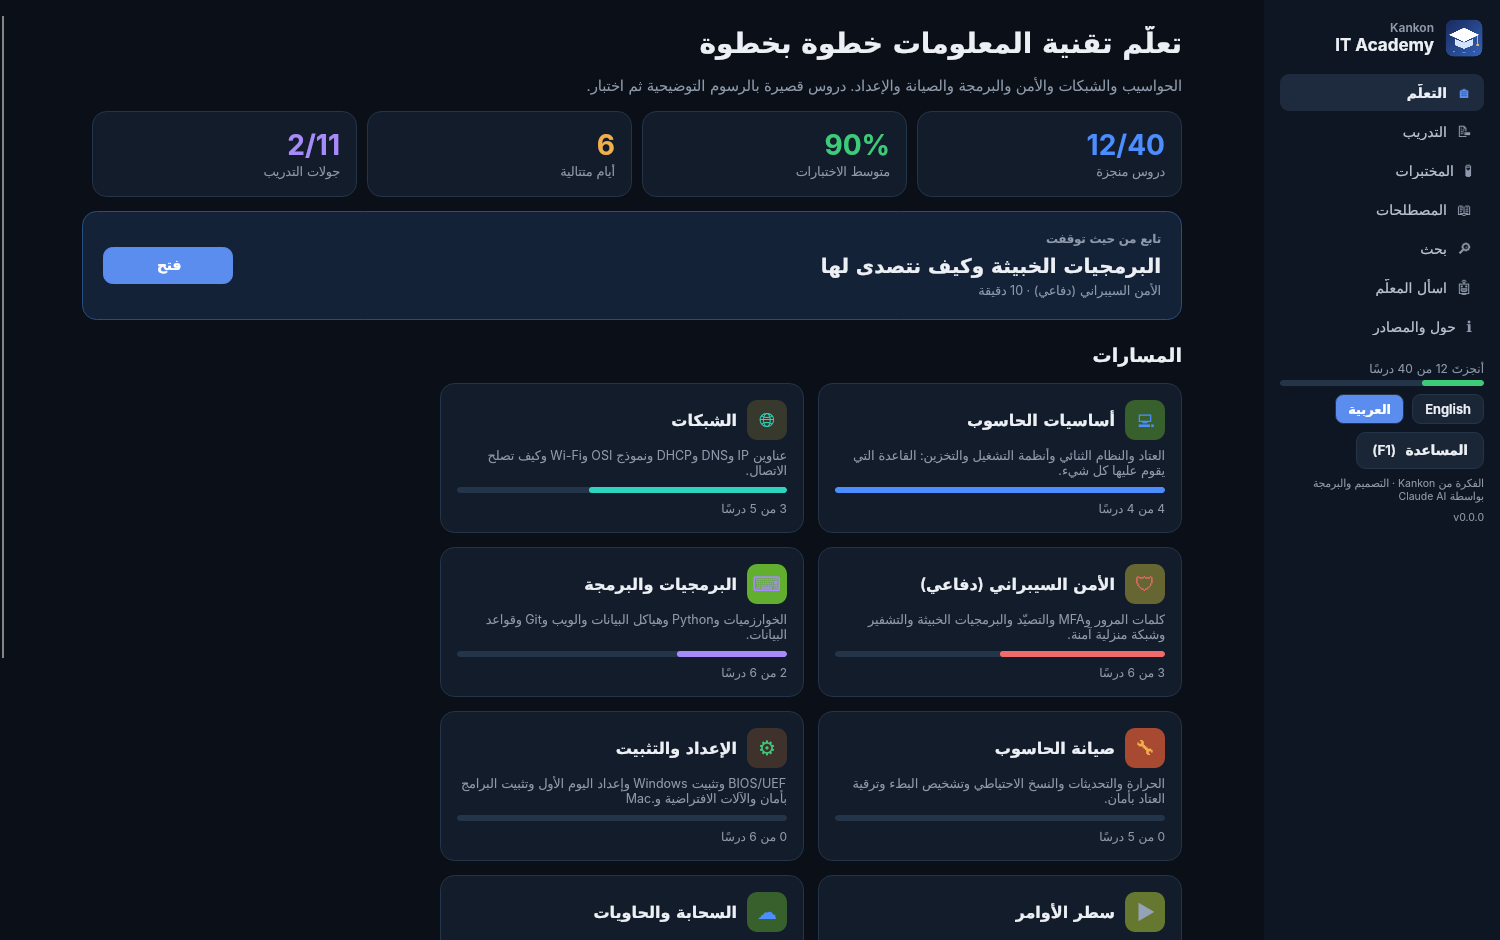 Kankon
IT Academy
التعلّم
التدريب
المختبرات
المصطلحات
بحث
اسأل المعلّم
حول والمصادر
أنجزتَ 12 من 40 درسًا
English
العربية
المساعدة (F1)
الفكرة من Kankon · التصميم والبرمجة
بواسطة Claude AI
v0.0.0
تعلّم تقنية المعلومات خطوة بخطوة
الحواسيب والشبكات والأمن والبرمجة والصيانة والإعداد. دروس قصيرة بالرسوم التوضيحية ثم اختبار.
12/40
دروس منجزة
90%
متوسط الاختبارات
6
أيام متتالية
2/11
جولات التدريب
تابع من حيث توقفت
البرمجيات الخبيثة وكيف نتصدى لها
الأمن السيبراني (دفاعي) · 10 دقيقة
فتح
المسارات
أساسيات الحاسوب
العتاد والنظام الثنائي وأنظمة التشغيل والتخزين: القاعدة التي
يقوم عليها كل شيء.
4 من 4 درسًا
الشبكات
عناوين IP وDNS وDHCP ونموذج OSI وWi-Fi وكيف تصلح
الاتصال.
3 من 5 درسًا
الأمن السيبراني (دفاعي)
كلمات المرور وMFA والتصيّد والبرمجيات الخبيثة والتشفير
وشبكة منزلية آمنة.
3 من 6 درسًا
البرمجيات والبرمجة
الخوارزميات وPython وهياكل البيانات والويب وGit وقواعد
البيانات.
2 من 6 درسًا
صيانة الحاسوب
الحرارة والتحديثات والنسخ الاحتياطي وتشخيص البطء وترقية
العتاد بأمان.
0 من 5 درسًا
الإعداد والتثبيت
BIOS/UEF وتثبيت Windows وإعداد اليوم الأول وتثبيت البرامج
بأمان والآلات الافتراضية وMac.
0 من 6 درسًا
سطر الأوامر
السحابة والحاويات